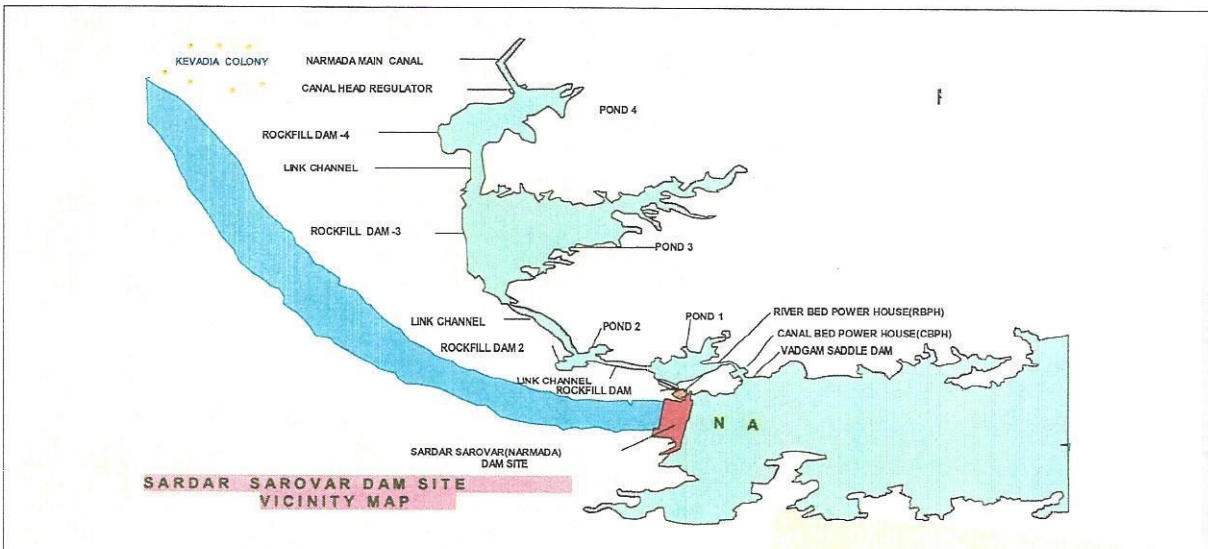 KEVADIA COLONY
NARMADA MAIN CANAL
CANAL HEAD REGULATOR
POND 4
ROCKFILL DAM -4
LINK CHANNEL
ROCKFILL DAM -3
POND 3
LINK CHANNEL
POND 2
POND 1
RIVER BED POWER HOUSE(RBPH)
CANAL BED POWER HOUSE(CBPH)
ROCKFILL DAM 2
VADGAM SADDLE DAM
LINK CHANNEL
ROCKFILL DAM
N A
SARDAR SAROVAR(NARMADA)
DAM SITE
SARDAR SAROVAR DAM SITE
VICINITY MAP